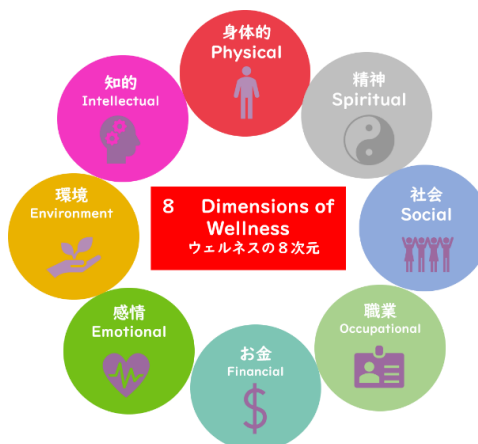 身体的
Physical
精神
Spiritual
社会
Social
職業
Occupational
お金
Financial
感情
Emotional
環境
Environment
知的
Intellectual
8 Dimensions of
Wellness
ウェルネスの８次元